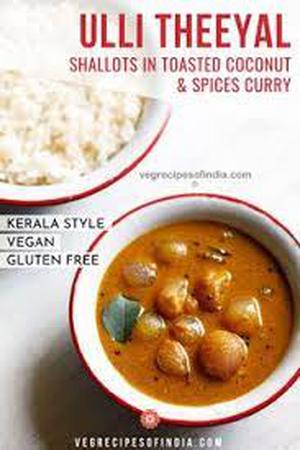 ULLI THEEYAL
SHALLOTS IN TOASTED COCONUT
& SPICES CURRY
vegrecipesofindia.com
®
KERALA STYLE
VEGAN
GLUTEN FREE
VEGRECIPESOFINDIA.COM